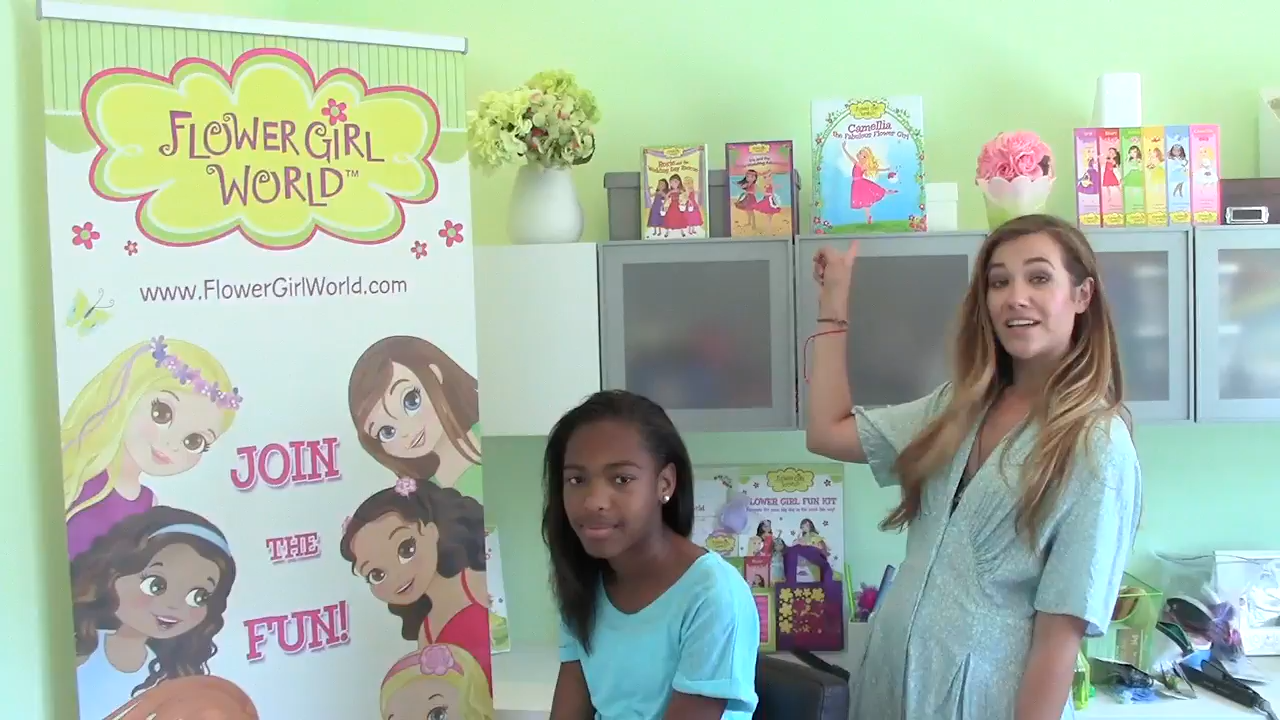 FLOWER GIRL
WORLD™
www.FlowerGirlWorld.com
JOIN
THE
FUN!
Camellia
the Fabulous Flower Girl
FLOWER GIRL FUN KIT